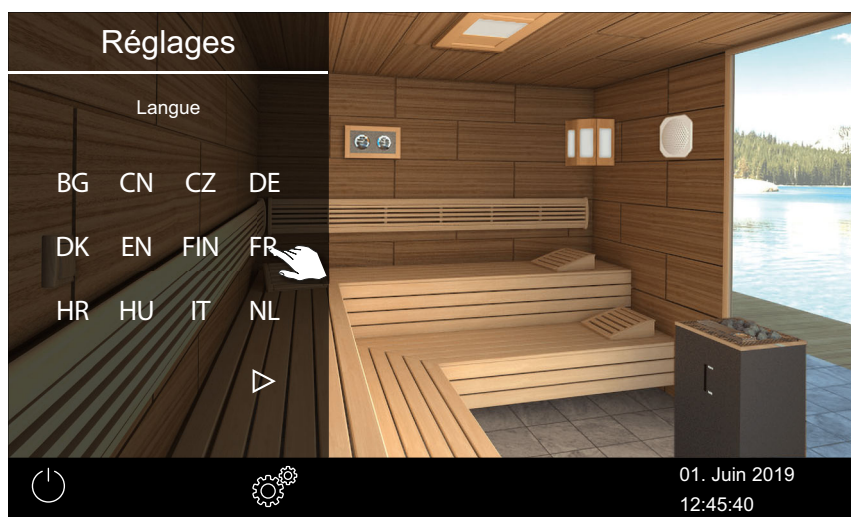 Réglages
Langue
BG CN CZ DE
DK EN FIN FR
HR HU IT NL
01. Juin 2019
12:45:40